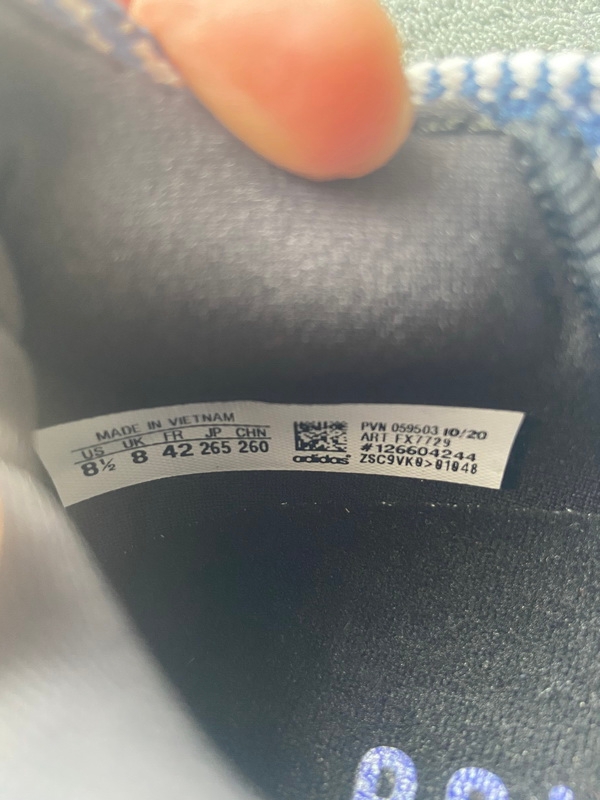 MADE IN VIETNAM
US UK FR JP CHN
8½ 8 42 265 260
adidas
PVN 059503 10/20
ART FX7729
#126604244
ZSC9VK0>01048